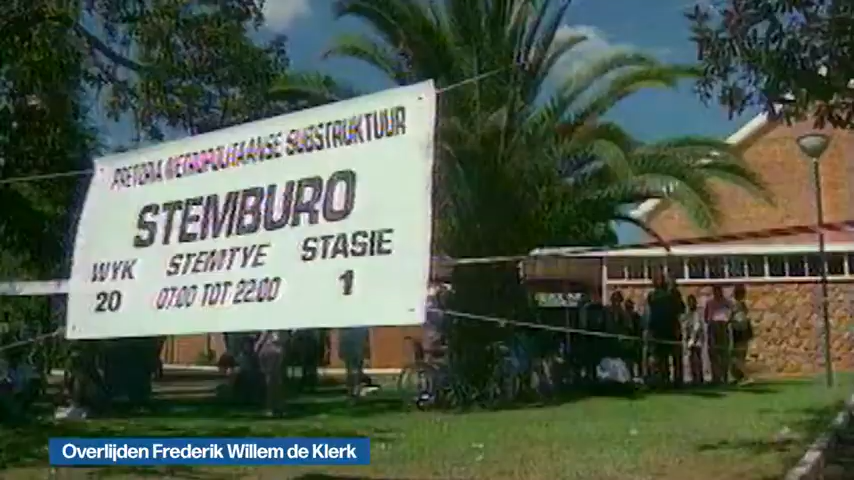 PRETORIA METROPOLITAANSE SUBSTRUKTUUR
STEMBURO
WYK STEMTYE STASIE
20 07:00 TOT 22:00 1
Overlijden Frederik Willem de Klerk